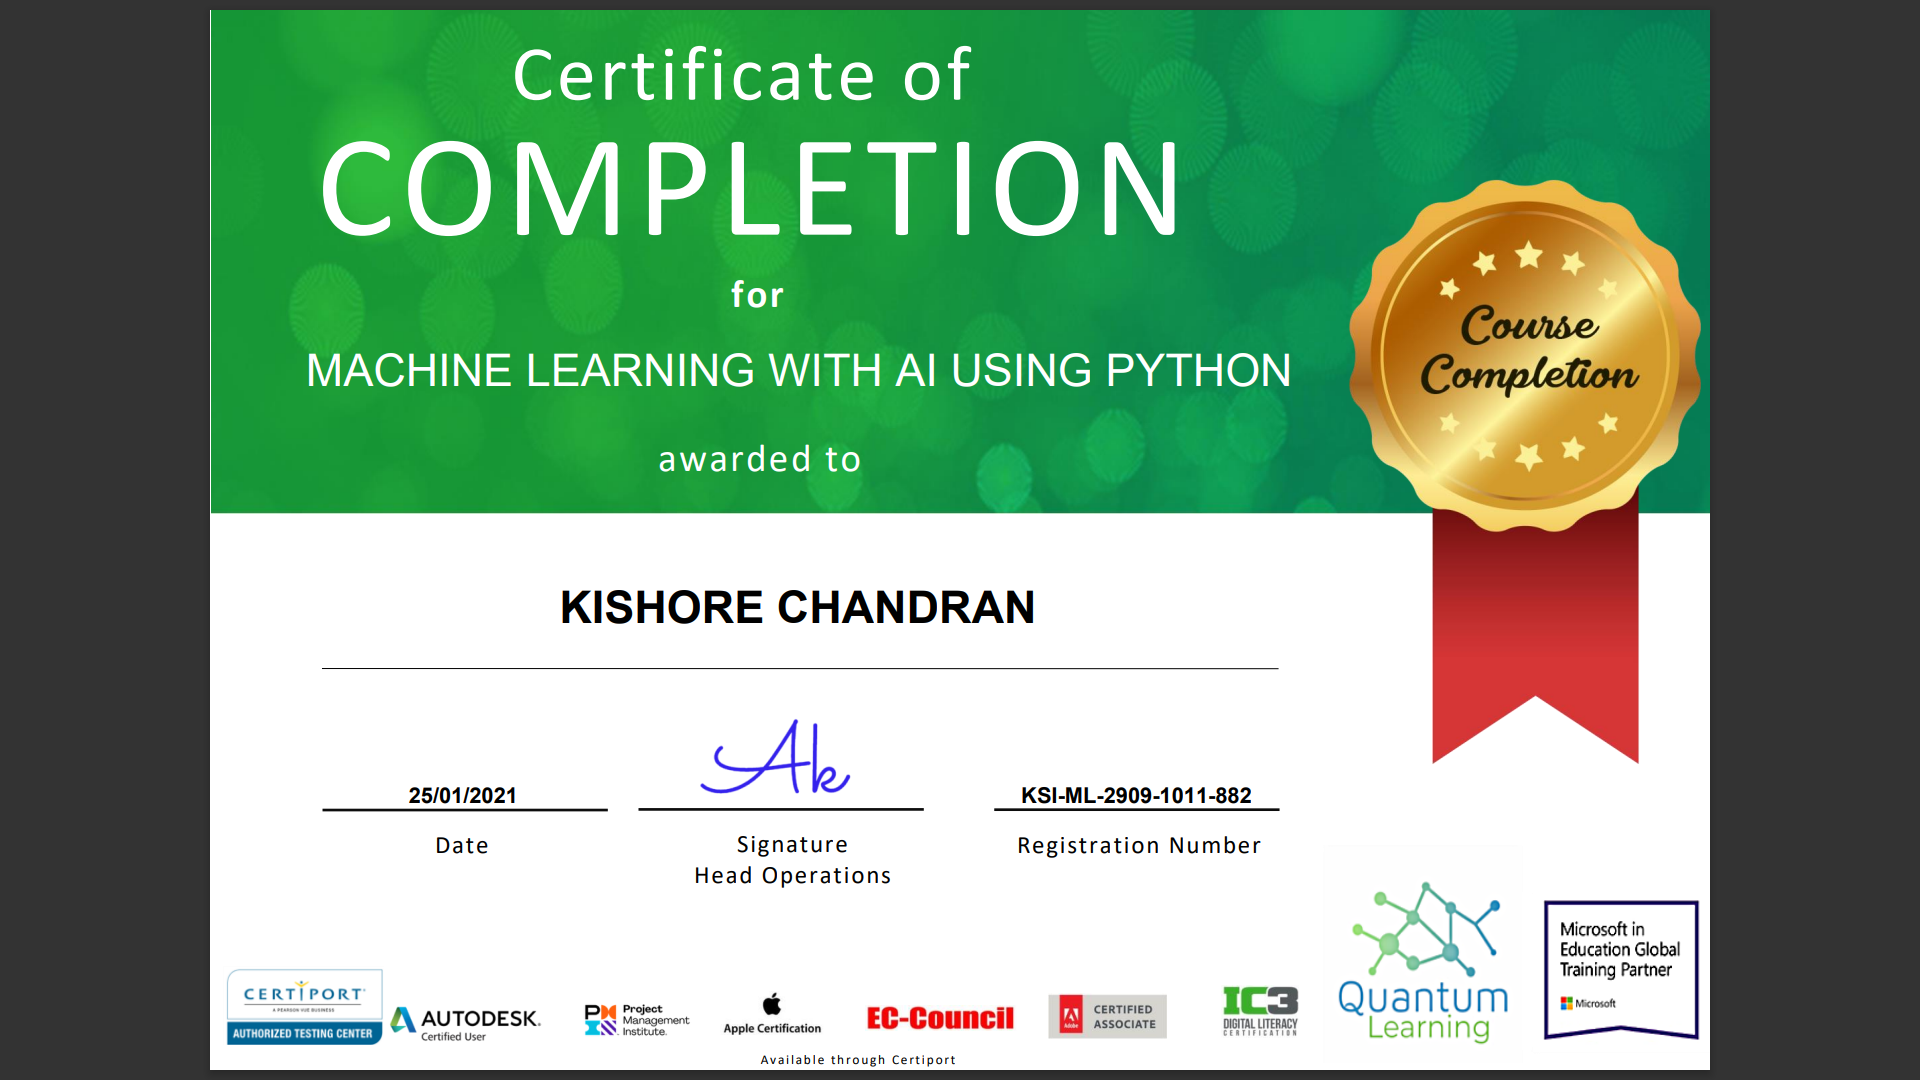 Certificate of
COMPLETION
for
MACHINE LEARNING WITH AI USING PYTHON
awarded to
Course
Completion
KISHORE CHANDRAN
25/01/2021
Date
Ak
Signature
Head Operations
KSI-ML-2909-1011-882
Registration Number
CERTIPORT
A PEARSON VUE BUSINESS
AUTHORIZED TESTING CENTER
AUTODESK.
Certified User
Project
Management
Institute.
Apple Certification
EC-Council
Adobe
CERTIFIED
ASSOCIATE
IC3
DIGITAL LITERACY
CERTIFICATION
Available through Certiport
Quantum
Learning
Microsoft in
Education Global
Training Partner
Microsoft